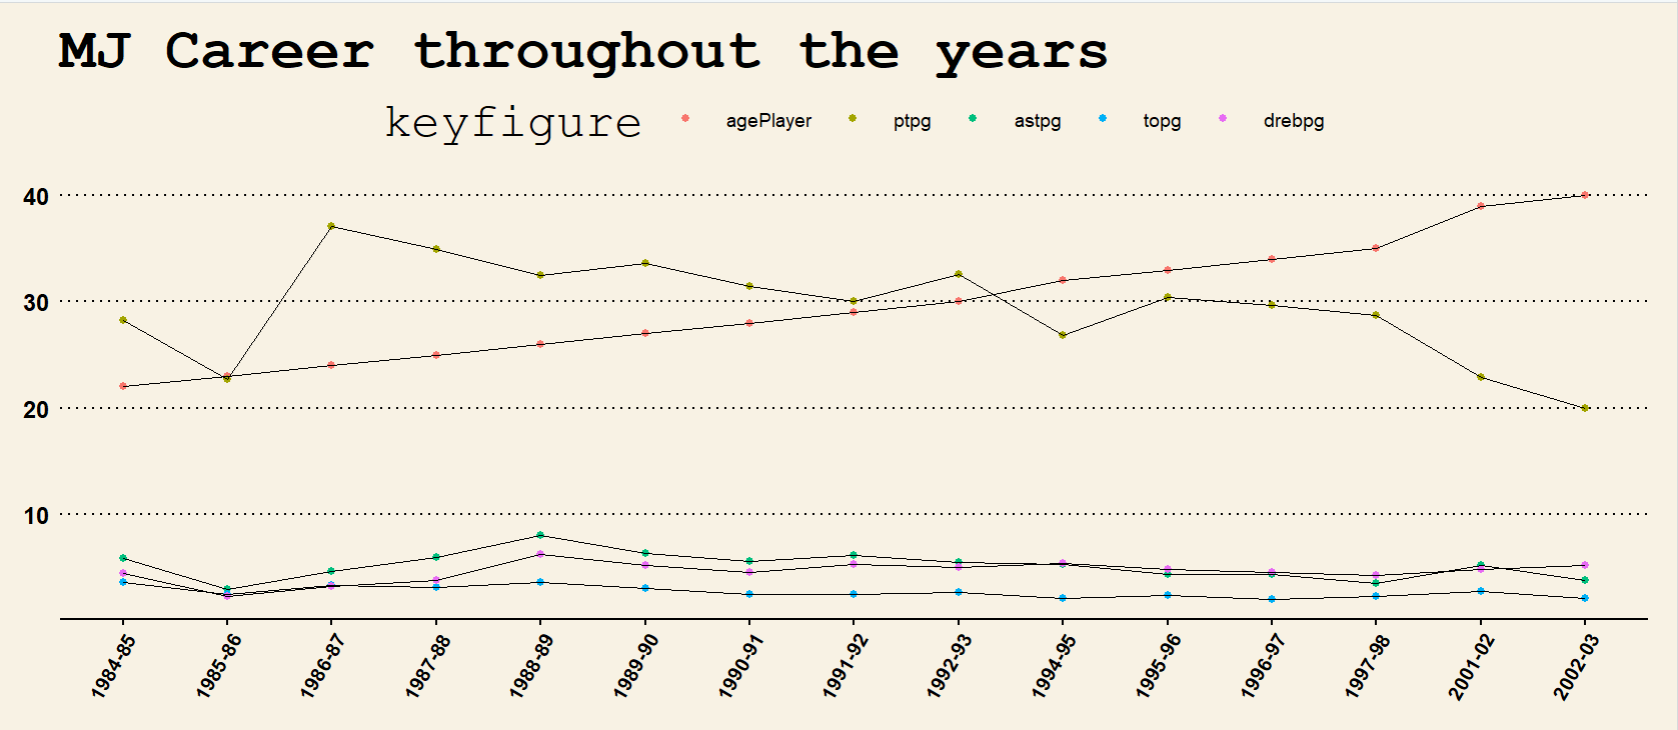 MJ Career throughout the years
keyfigure agePlayer ptpg astpg topg drebpg
40
30
20
10
1984-85 1985-86 1986-87 1987-88 1988-89 1989-90 1990-91 1991-92 1992-93 1994-95 1995-96 1996-97 1997-98 2001-02 2002-03